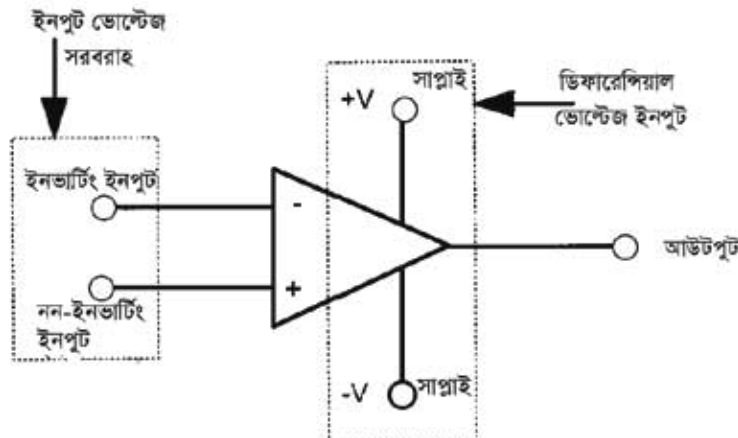 ইনপুট ভোল্টেজ
সরবরাহ
সাপ্লাই
+V
ডিফারেন্সিয়াল
ভোল্টেজ ইনপুট
ইনভার্টিং ইনপুট
-
আউটপুট
+
নন-ইনভার্টিং
ইনপুট
-V
সাপ্লাই